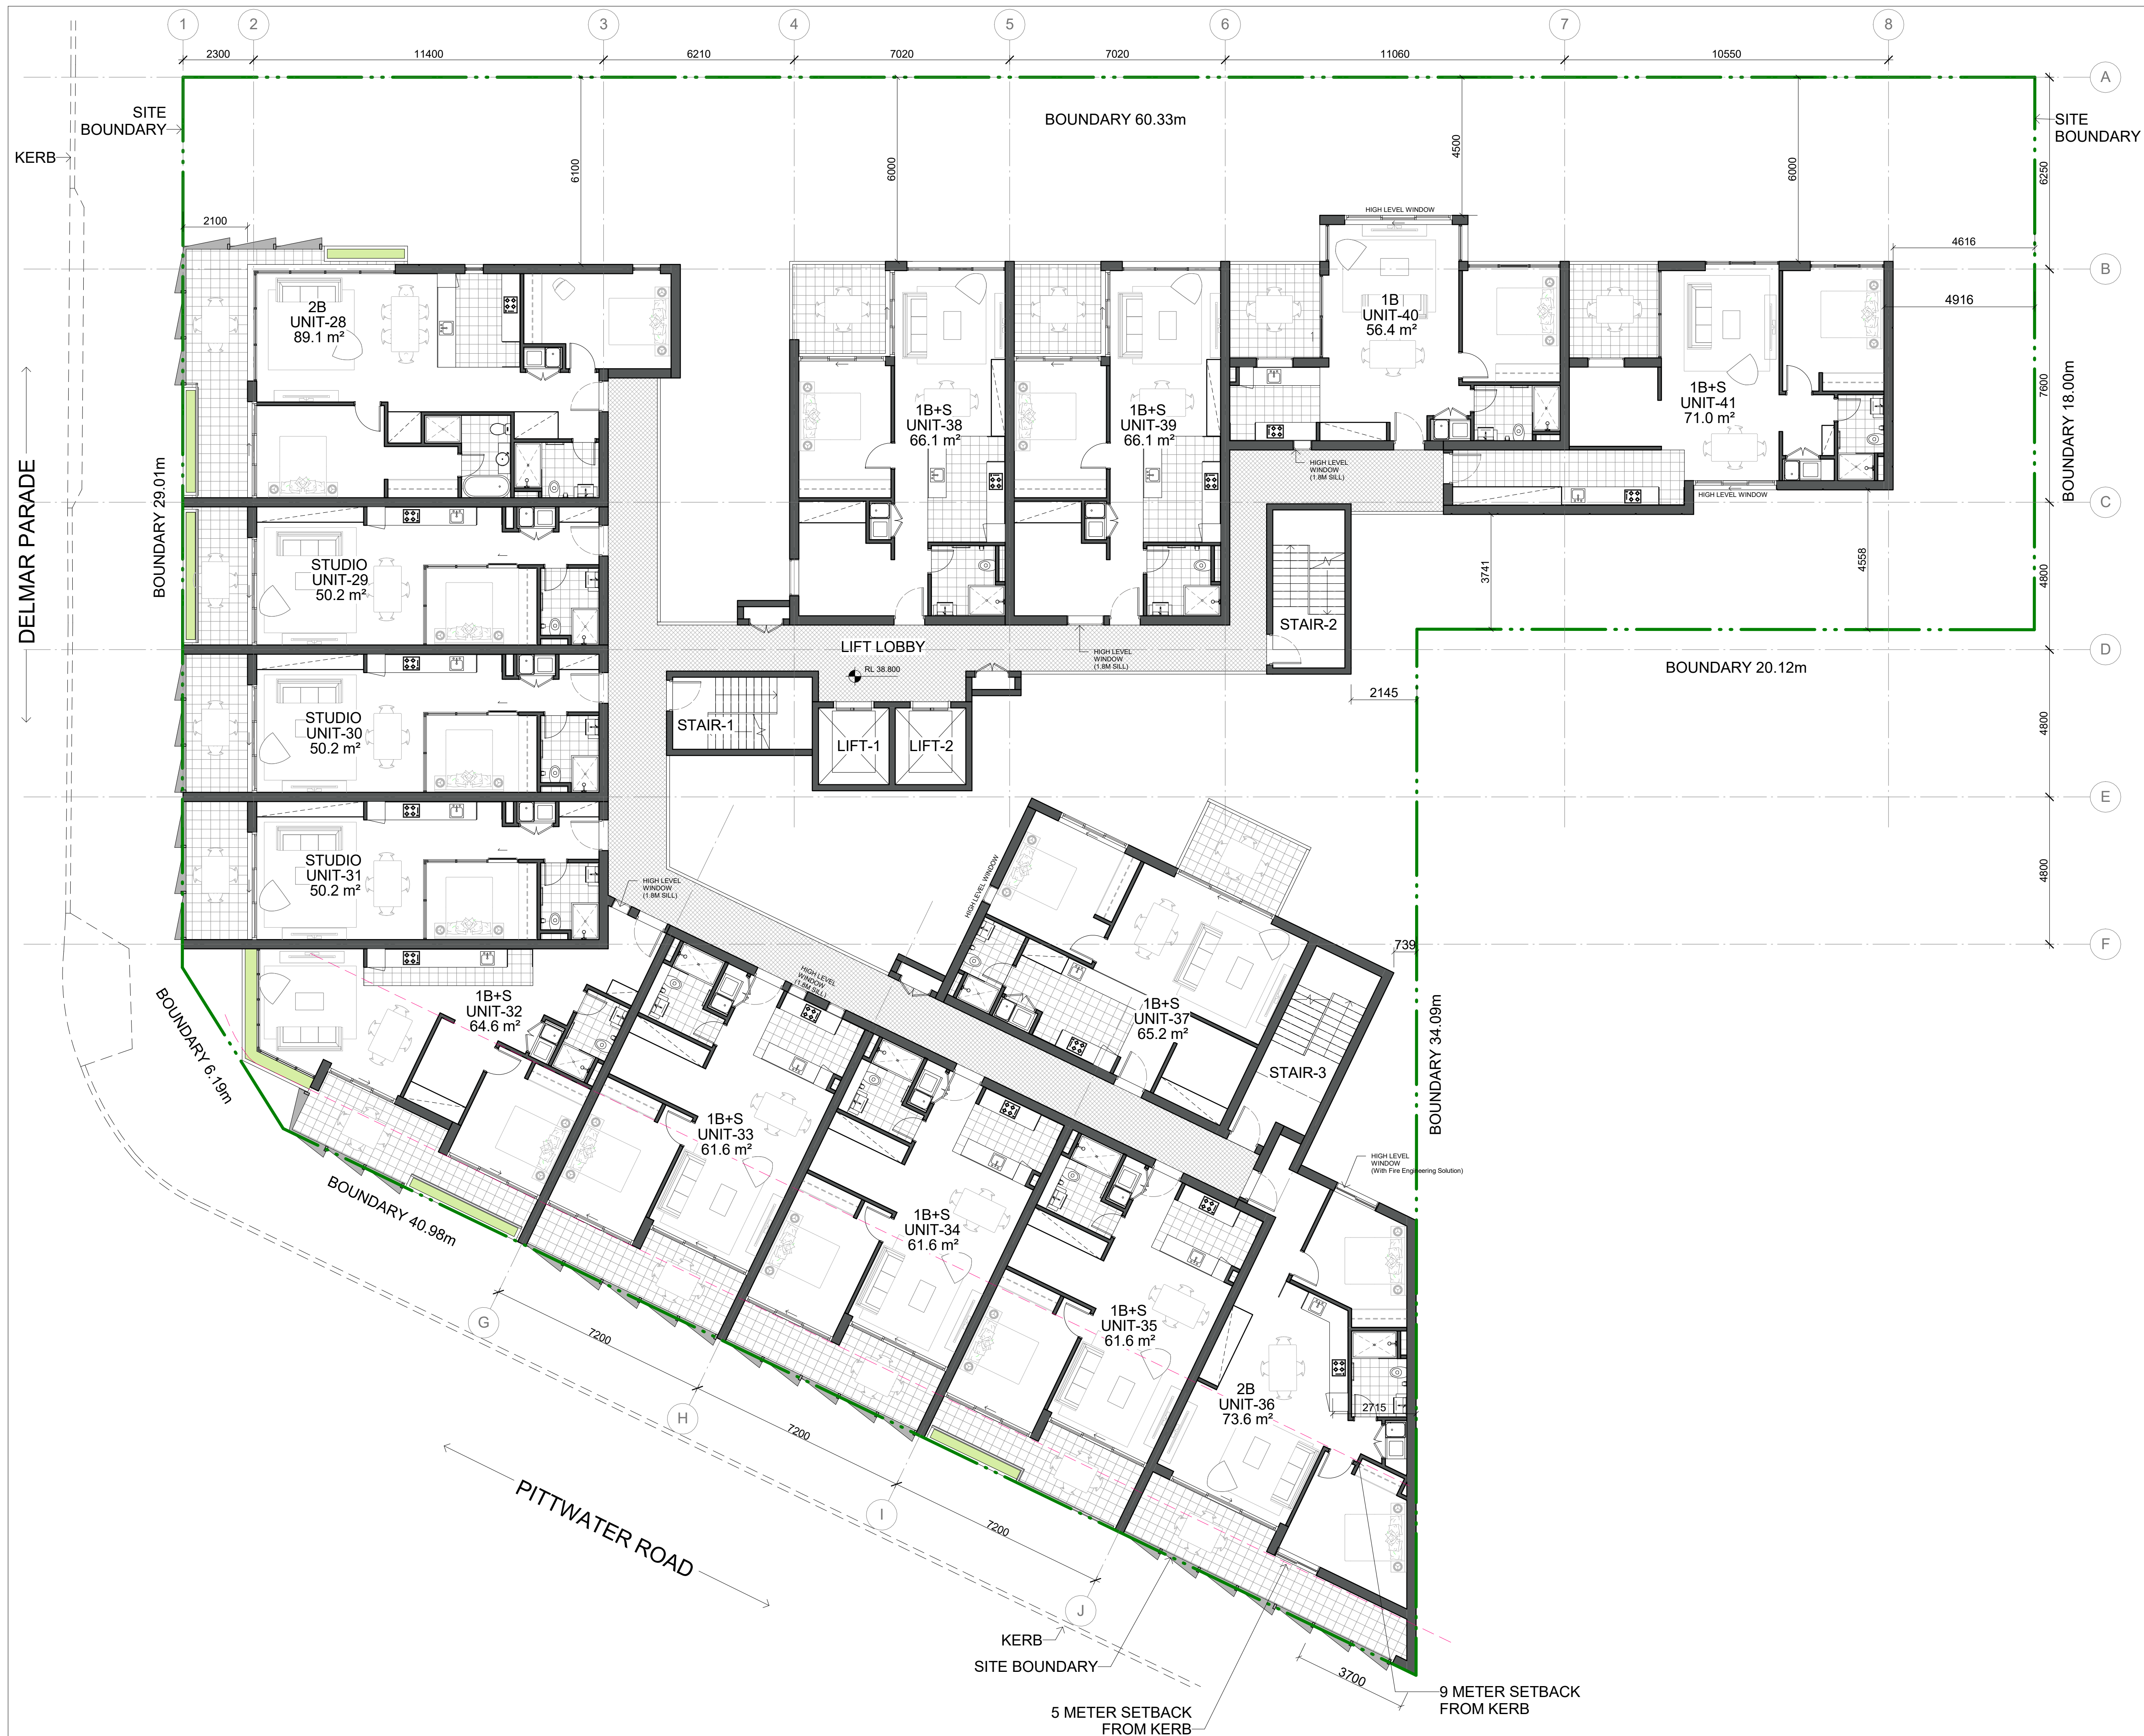 1
2
3
4
5
6
7
8
2300
11400
6210
7020
7020
11060
10550
A
SITE
BOUNDARY
KERB
BOUNDARY 60.33m
SITE
BOUNDARY
6100
6000
4500
6000
6250
2100
HIGH LEVEL WINDOW
4616
B
4916
2B
UNIT-28
89.1 m²
1B
UNIT-40
56.4 m²
1B+S
UNIT-38
66.1 m²
1B+S
UNIT-39
66.1 m²
1B+S
UNIT-41
71.0 m²
7600
BOUNDARY 18.00m
HIGH LEVEL
WINDOW
(1.8M SILL)
HIGH LEVEL WINDOW
C
DELMAR PARADE
BOUNDARY 29.01m
STUDIO
UNIT-29
50.2 m²
3741
4558
4800
STAIR-2
LIFT LOBBY
RL 38.800
HIGH LEVEL
WINDOW
(1.8M SILL)
D
BOUNDARY 20.12m
2145
STUDIO
UNIT-30
50.2 m²
STAIR-1
LIFT-1
LIFT-2
4800
E
STUDIO
UNIT-31
50.2 m²
HIGH LEVEL
WINDOW
(1.8M SILL)
HIGH LEVEL WINDOW
4800
F
739
BOUNDARY 6.19m
1B+S
UNIT-32
64.6 m²
HIGH LEVEL
WINDOW
(1.8M SILL)
1B+S
UNIT-37
65.2 m²
STAIR-3
BOUNDARY 34.09m
1B+S
UNIT-33
61.6 m²
HIGH LEVEL
WINDOW
(With Fire Engineering Solution)
BOUNDARY 40.98m
1B+S
UNIT-34
61.6 m²
1B+S
UNIT-35
61.6 m²
G
7200
2B
UNIT-36
73.6 m²
2715
H
7200
I
7200
PITTWATER ROAD
J
KERB
SITE BOUNDARY
3700
5 METER SETBACK
FROM KERB
9 METER SETBACK
FROM KERB